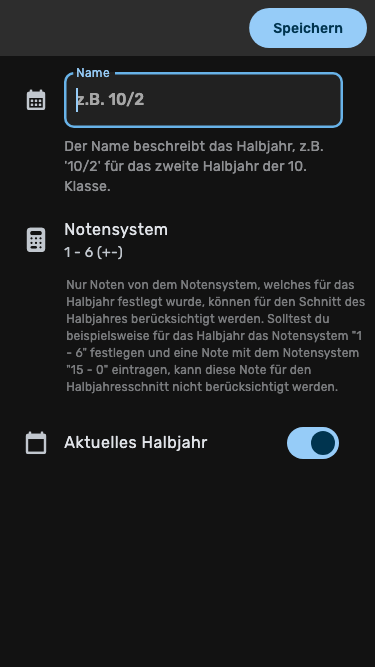 Speichern
Name
z.B. 10/2
Der Name beschreibt das Halbjahr, z.B.
'10/2' für das zweite Halbjahr der 10.
Klasse.
Notensystem
1 - 6 (+-)
Nur Noten von dem Notensystem, welches für das
Halbjahr festlegt wurde, können für den Schnitt des
Halbjahres berücksichtigt werden. Solltest du
beispielsweise für das Halbjahr das Notensystem "1
- 6" festlegen und eine Note mit dem Notensystem
"15 - 0" eintragen, kann diese Note für den
Halbjahresschnitt nicht berücksichtigt werden.
Aktuelles Halbjahr